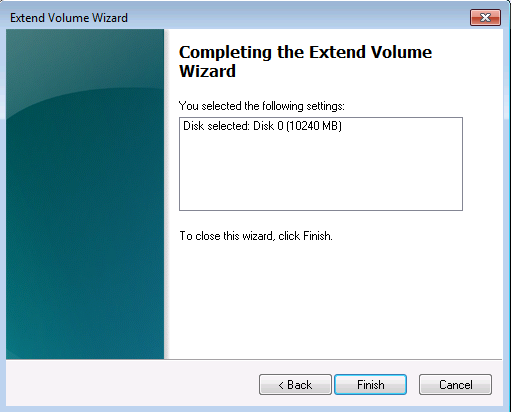 Extend Volume Wizard
Completing the Extend Volume
Wizard
You selected the following settings:
Disk selected: Disk 0 (10240 MB)
To close this wizard, click Finish.
< Back
Finish
Cancel